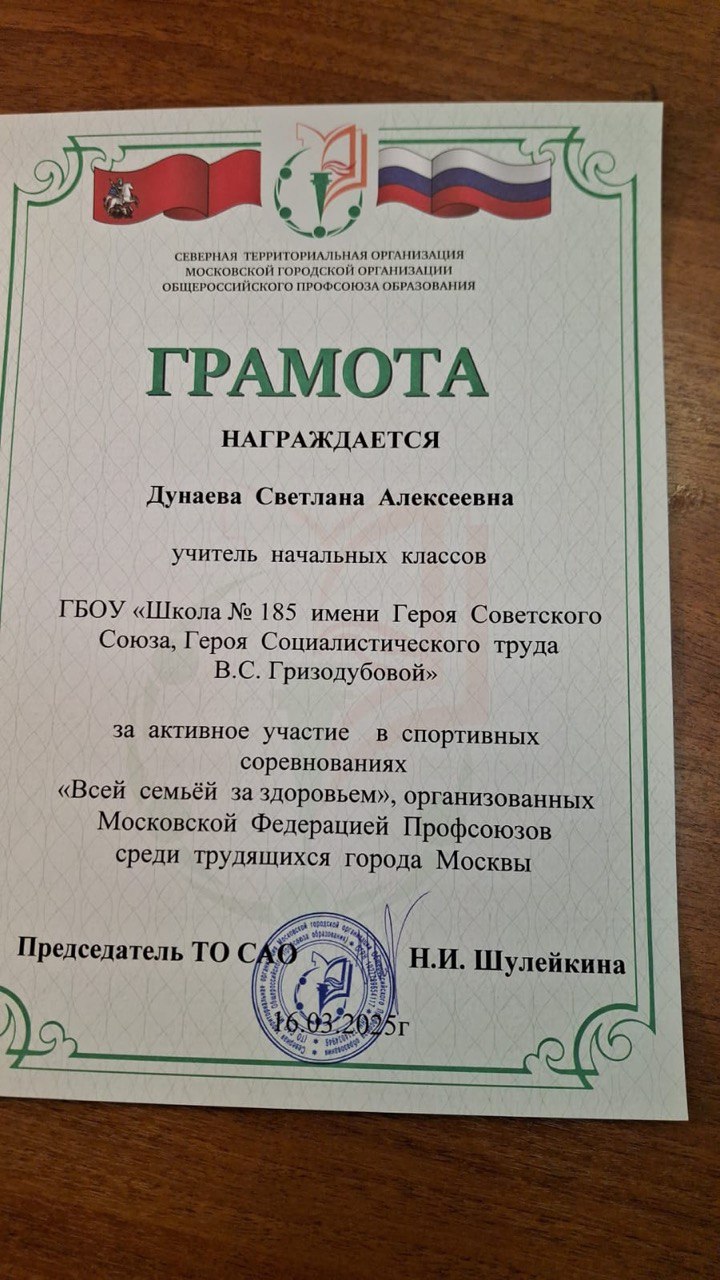 СЕВЕРНАЯ ТЕРРИТОРИАЛЬНАЯ ОРГАНИЗАЦИЯ
МОСКОВСКОЙ ГОРОДСКОЙ ОРГАНИЗАЦИИ
ОБЩЕРОССИЙСКОГО ПРОФСОЮЗА ОБРАЗОВАНИЯ
ГРАМОТА
НАГРАЖДАЕТСЯ
Дунаева Светлана Алексеевна
учитель начальных классов
ГБОУ «Школа № 185 имени Героя Советского
Союза, Героя Социалистического труда
В.С. Гризодубовой»
за активное участие в спортивных
соревнованиях
«Всей семьёй за здоровьем», организованных
Московской Федерацией Профсоюзов
среди трудящихся города Москвы
Председатель ТО САО Н.И. Шулейкина
16.03.2025г